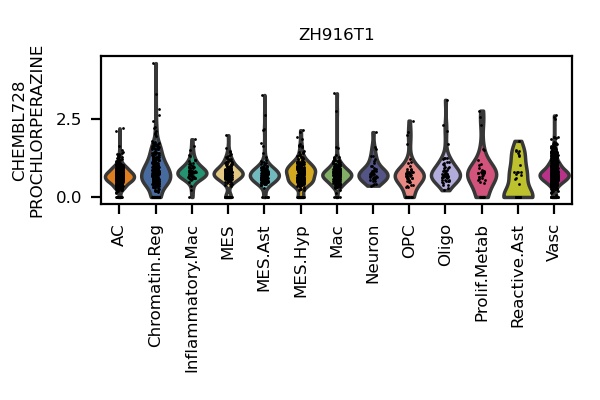 ZH916T1
CHEMBL728
PROCHLORPERAZINE
2.5
0.0
AC
Chromatin.Reg
Inflammatory.Mac
MES
MES.Ast
MES.Hyp
Mac
Neuron
OPC
Oligo
Prolif.Metab
Reactive.Ast
Vasc